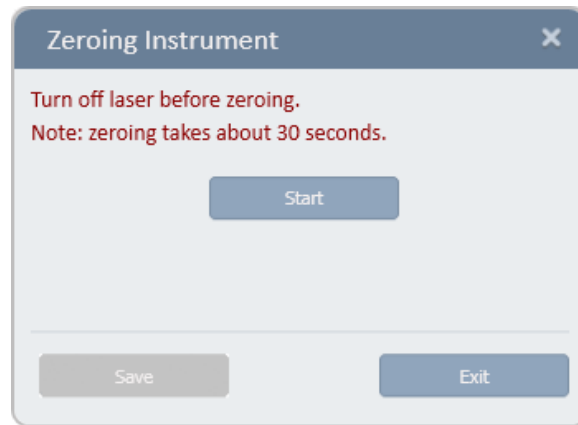 Zeroing Instrument
Turn off laser before zeroing.
Note: zeroing takes about 30 seconds.
Start
Save
Exit